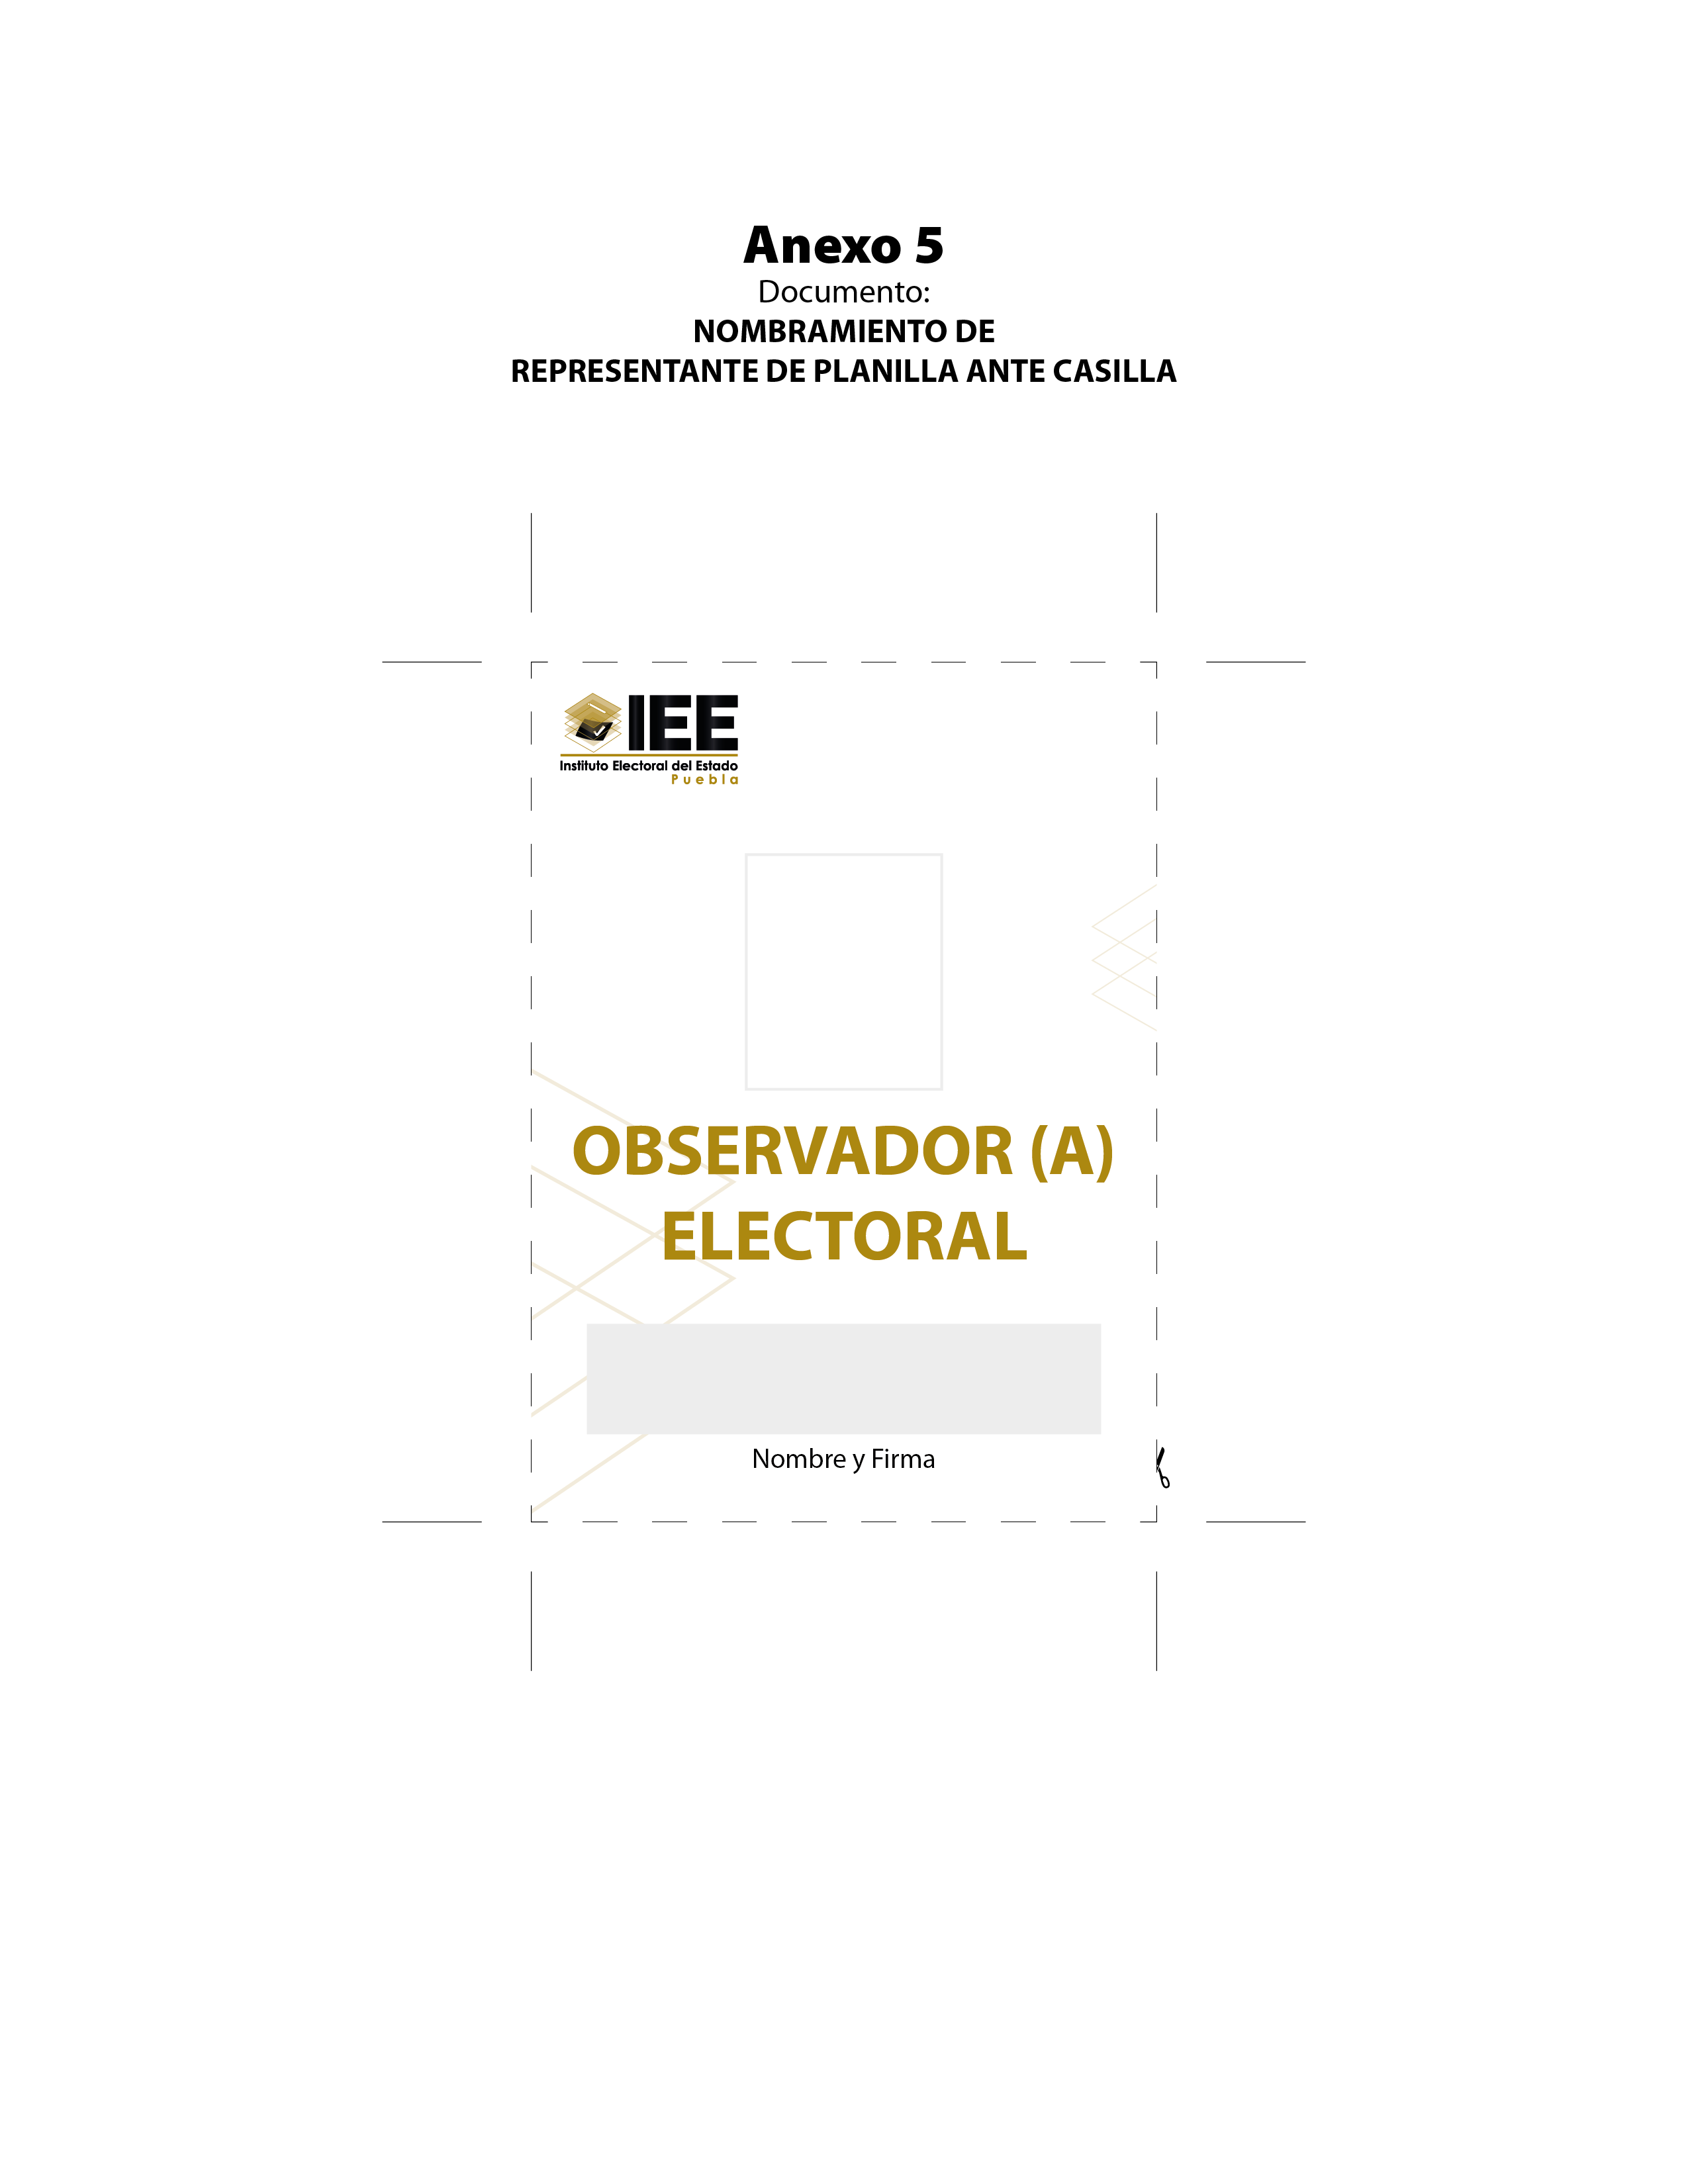 Anexo 5
Documento:
NOMBRAMIENTO DE
REPRESENTANTE DE PLANILLA ANTE CASILLA
IEE
Instituto Electoral del Estado
Puebla
OBSERVADOR (A)
ELECTORAL
Nombre y Firma